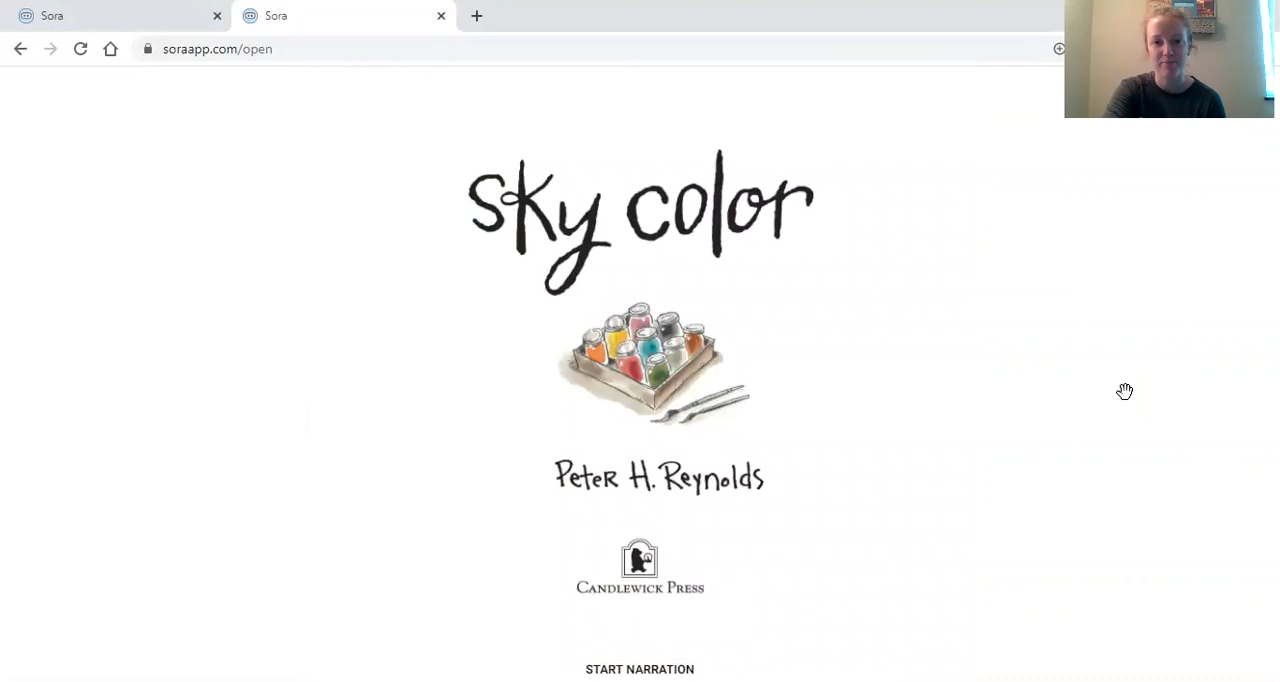 Sora
Sora
soraapp.com/open
sky color
Peter H. Reynolds
CANDLEWICK PRESS
START NARRATION